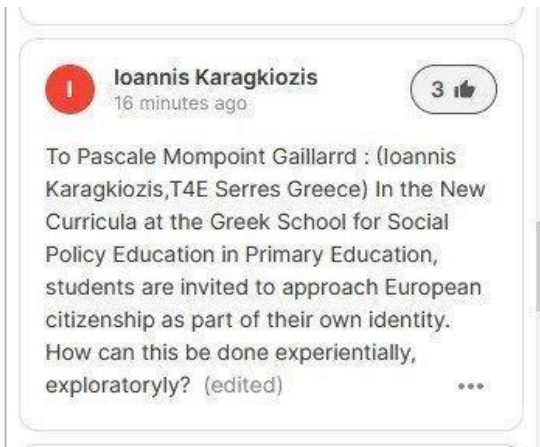 I
Ioannis Karagkiozis
16 minutes ago
3
To Pascale Mompoint Gaillarrd : (Ioannis
Karagkiozis,T4E Serres Greece) In the New
Curricula at the Greek School for Social
Policy Education in Primary Education,
students are invited to approach European
citizenship as part of their own identity.
How can this be done experientially,
exploratoryly? (edited)